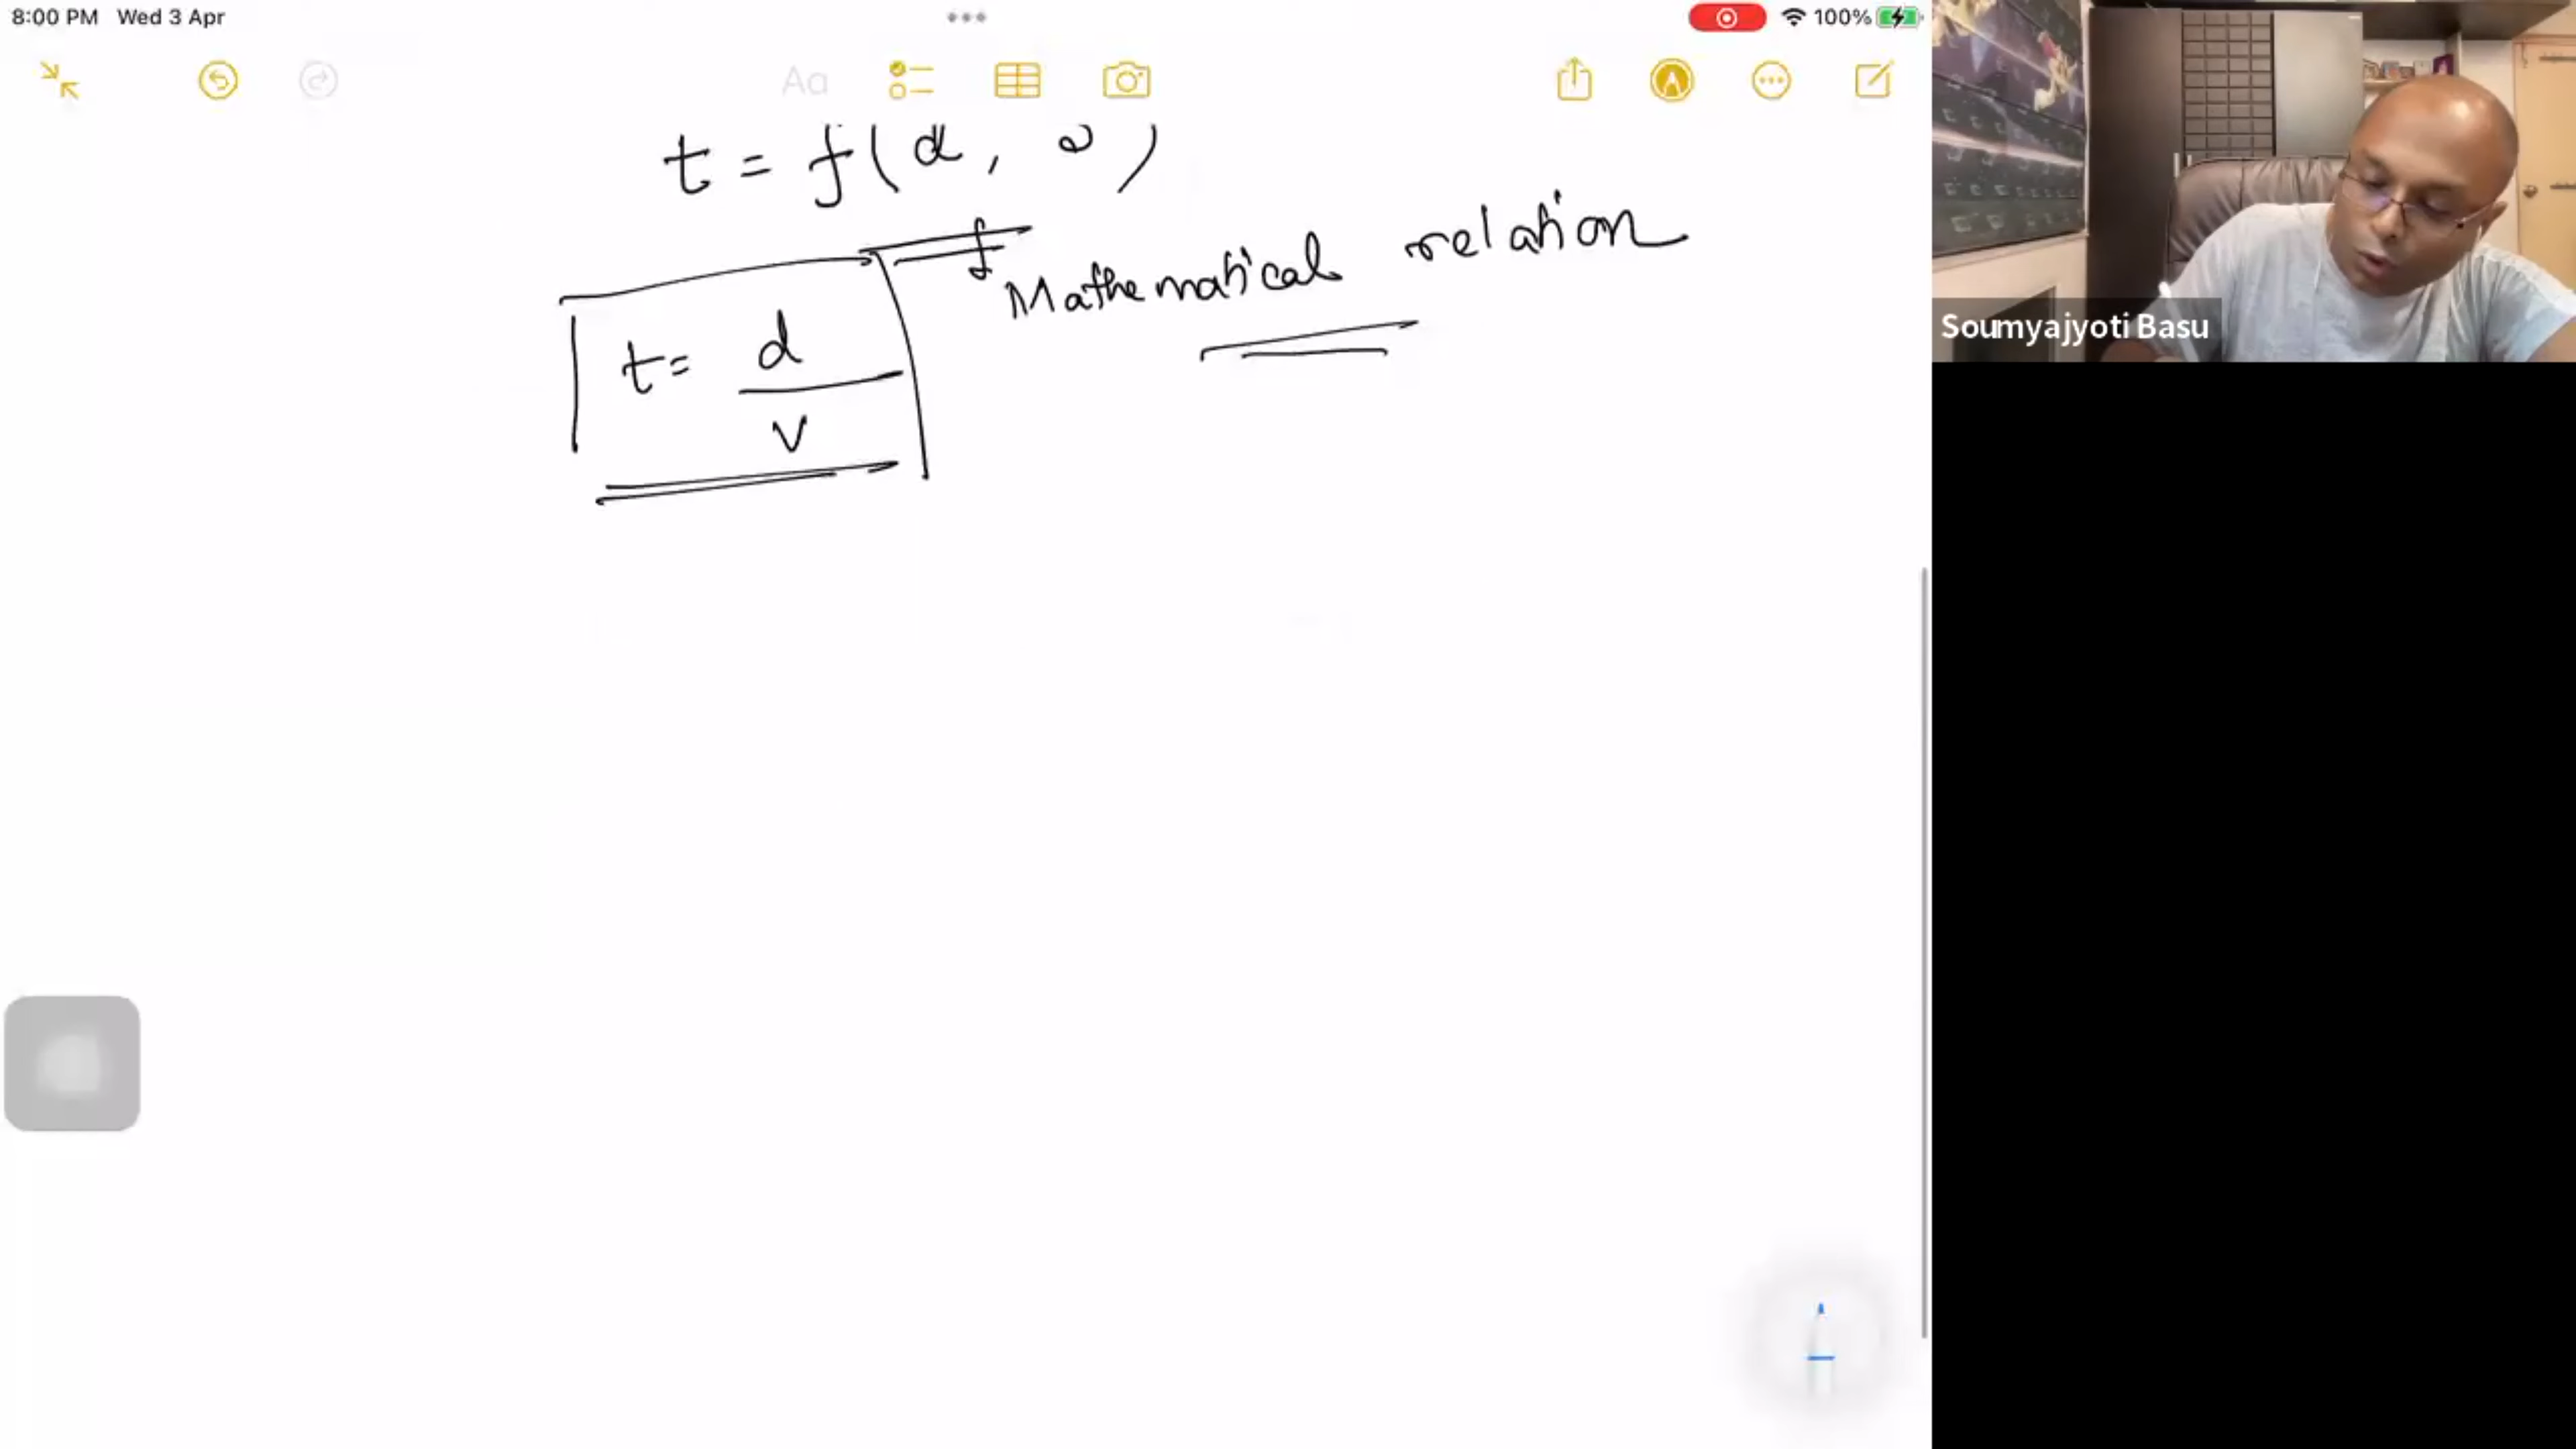 8:00 PM Wed 3 Apr
100%
Aa
t = f(d, v)
f
Mathematical relation
t = d
v
Soumyajyoti Basu